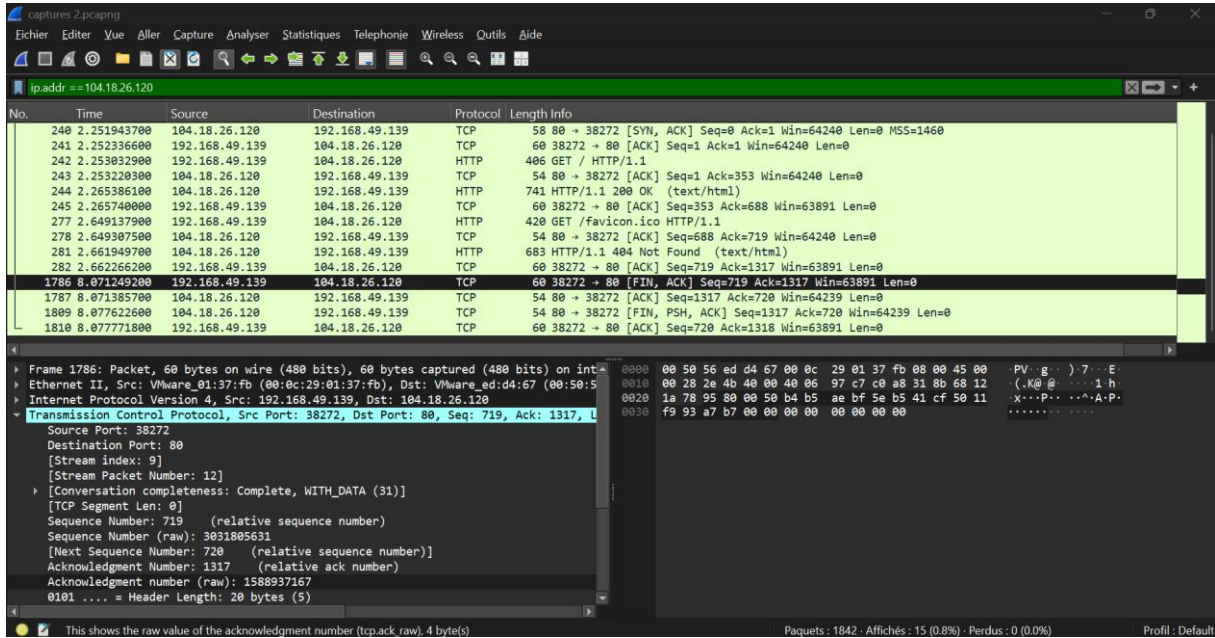 captures 2.pcapng
Fichier Editer Vue Aller Capture Analyser Statistiques Telephonie Wireless Outils Aide
ip.addr ==104.18.26.120
No. Time Source Destination Protocol Length Info
240 2.251943700 104.18.26.120 192.168.49.139 TCP 58 80 → 38272 [SYN, ACK] Seq=0 Ack=1 Win=64240 Len=0 MSS=1460
241 2.252336600 192.168.49.139 104.18.26.120 TCP 60 38272 → 80 [ACK] Seq=1 Ack=1 Win=64240 Len=0
242 2.253032900 192.168.49.139 104.18.26.120 HTTP 406 GET / HTTP/1.1
243 2.253220300 104.18.26.120 192.168.49.139 TCP 54 80 → 38272 [ACK] Seq=1 Ack=353 Win=64240 Len=0
244 2.265386100 104.18.26.120 192.168.49.139 HTTP 741 HTTP/1.1 200 OK (text/html)
245 2.265740000 192.168.49.139 104.18.26.120 TCP 60 38272 → 80 [ACK] Seq=353 Ack=688 Win=63891 Len=0
277 2.649137900 192.168.49.139 104.18.26.120 HTTP 420 GET /favicon.ico HTTP/1.1
278 2.649307500 104.18.26.120 192.168.49.139 TCP 54 80 → 38272 [ACK] Seq=688 Ack=719 Win=64240 Len=0
281 2.661949700 104.18.26.120 192.168.49.139 HTTP 683 HTTP/1.1 404 Not Found (text/html)
282 2.662266200 192.168.49.139 104.18.26.120 TCP 60 38272 → 80 [ACK] Seq=719 Ack=1317 Win=63891 Len=0
1786 8.071249200 192.168.49.139 104.18.26.120 TCP 60 38272 → 80 [FIN, ACK] Seq=719 Ack=1317 Win=63891 Len=0
1787 8.071385700 104.18.26.120 192.168.49.139 TCP 54 80 → 38272 [ACK] Seq=1317 Ack=720 Win=64239 Len=0
1809 8.077622600 104.18.26.120 192.168.49.139 TCP 54 80 → 38272 [FIN, PSH, ACK] Seq=1317 Ack=720 Win=64239 Len=0
1810 8.077771800 192.168.49.139 104.18.26.120 TCP 60 38272 → 80 [ACK] Seq=720 Ack=1318 Win=63891 Len=0
Frame 1786: Packet, 60 bytes on wire (480 bits), 60 bytes captured (480 bits) on int
Ethernet II, Src: VMware_01:37:fb (00:0c:29:01:37:fb), Dst: VMware_ed:d4:67 (00:50:5
Internet Protocol Version 4, Src: 192.168.49.139, Dst: 104.18.26.120
Transmission Control Protocol, Src Port: 38272, Dst Port: 80, Seq: 719, Ack: 1317, L
Source Port: 38272
Destination Port: 80
[Stream index: 9]
[Stream Packet Number: 12]
[Conversation completeness: Complete, WITH_DATA (31)]
[TCP Segment Len: 0]
Sequence Number: 719 (relative sequence number)
Sequence Number (raw): 3031805631
[Next Sequence Number: 720 (relative sequence number)]
Acknowledgment Number: 1317 (relative ack number)
Acknowledgment number (raw): 1588937167
0101 .... = Header Length: 20 bytes (5)
0000 00 50 56 ed d4 67 00 0c 29 01 37 fb 08 00 45 00 ·PV··g·· )·7···E·
0010 00 28 2e 4b 40 00 40 06 97 c7 c0 a8 31 8b 68 12 ·(.K@·@· ····1·h·
0020 1a 78 95 80 00 50 b4 b5 ae bf 5e b5 41 cf 50 11 ·x···P·· ··^·A·P·
0030 f9 93 a7 b7 00 00 00 00 00 00 00 00 ········ ····
This shows the raw value of the acknowledgment number (tcp.ack_raw), 4 byte(s)
Paquets : 1842 · Affichés : 15 (0.8%) · Perdus : 0 (0.0%)
Profil : Default